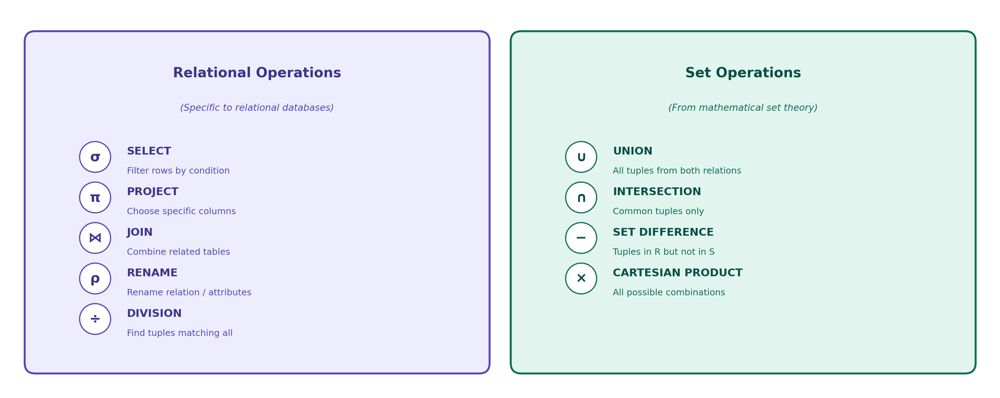 Relational Operations
(Specific to relational databases)
σ
SELECT
Filter rows by condition
π
PROJECT
Choose specific columns
⋈
JOIN
Combine related tables
ρ
RENAME
Rename relation / attributes
÷
DIVISION
Find tuples matching all
Set Operations
(From mathematical set theory)
∪
UNION
All tuples from both relations
∩
INTERSECTION
Common tuples only
−
SET DIFFERENCE
Tuples in R but not in S
×
CARTESIAN PRODUCT
All possible combinations